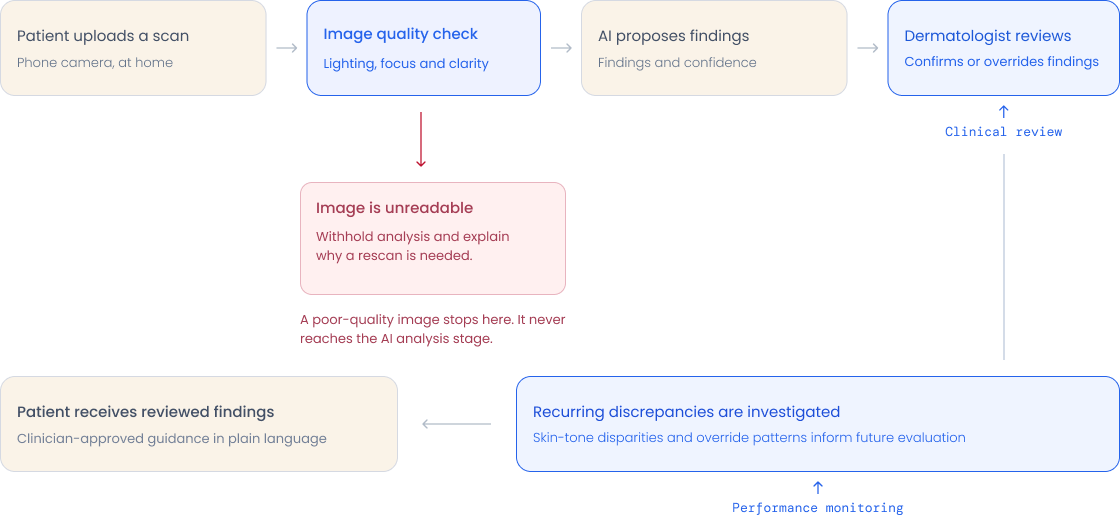 Patient uploads a scan
Phone camera, at home
Image quality check
Lighting, focus and clarity
AI proposes findings
Findings and confidence
Dermatologist reviews
Confirms or overrides findings
Clinical review
Image is unreadable
Withhold analysis and explain
why a rescan is needed.
A poor-quality image stops here. It never
reaches the AI analysis stage.
Patient receives reviewed findings
Clinician-approved guidance in plain language
Recurring discrepancies are investigated
Skin-tone disparities and override patterns inform future evaluation
Performance monitoring